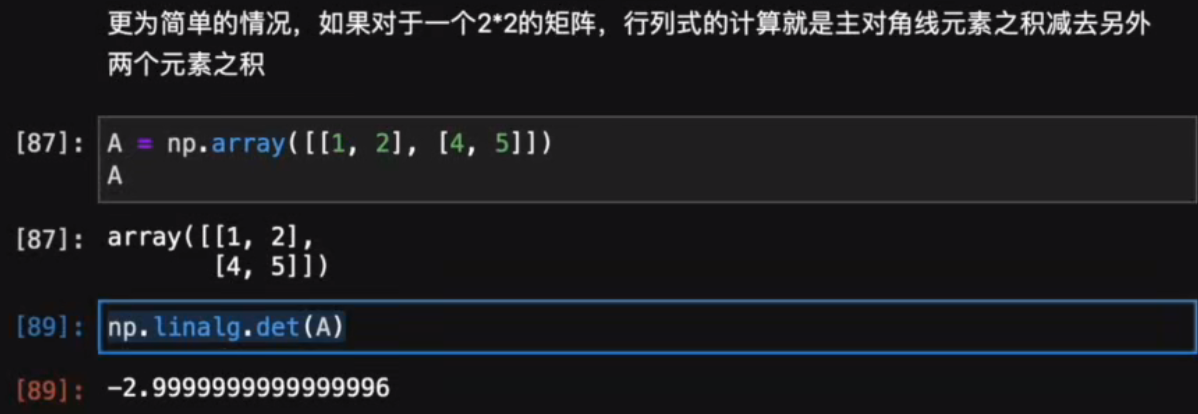 更为简单的情况，如果对于一个2*2的矩阵，行列式的计算就是主对角线元素之积减去另外
两个元素之积
[87]: A = np.array([[1, 2], [4, 5]])
A
[87]: array([[1, 2],
[4, 5]])
[89]: np.linalg.det(A)
[89]: -2.9999999999999996